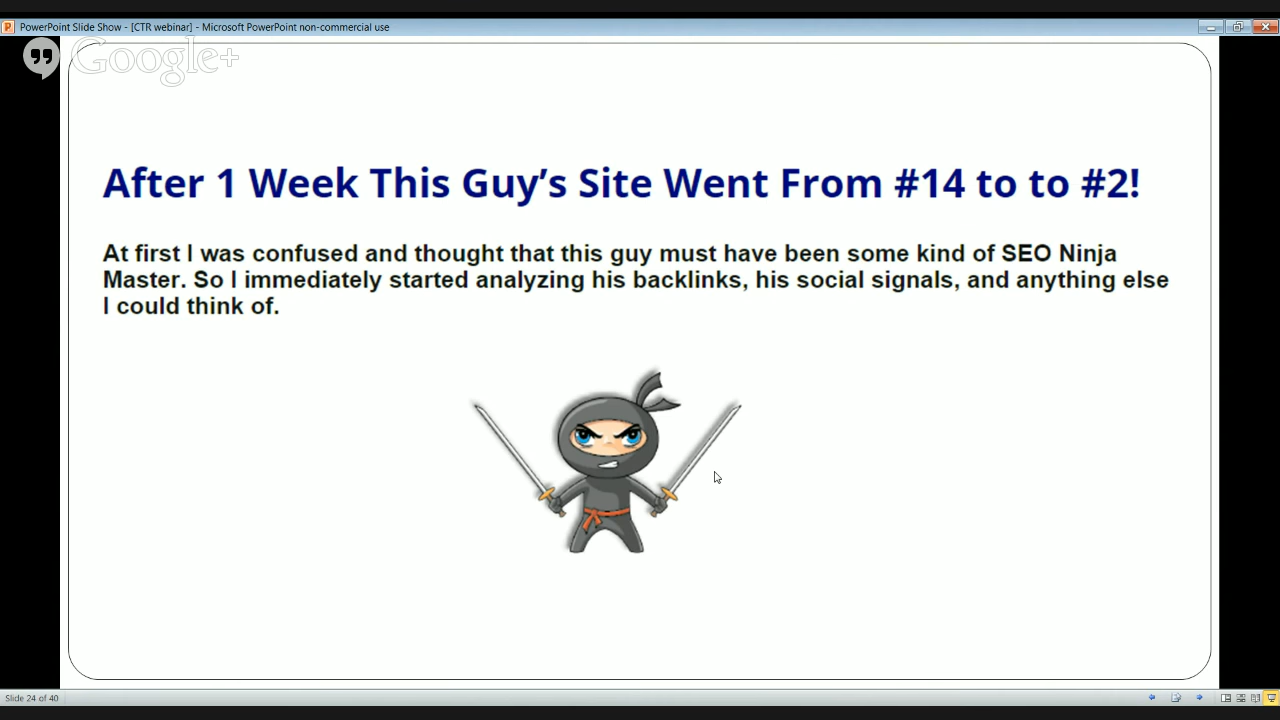 PowerPoint Slide Show - [CTR webinar] - Microsoft PowerPoint non-commercial use
Google+
After 1 Week This Guy’s Site Went From #14 to to #2!
At first I was confused and thought that this guy must have been some kind of SEO Ninja
Master. So I immediately started analyzing his backlinks, his social signals, and anything else
I could think of.
Slide 24 of 40